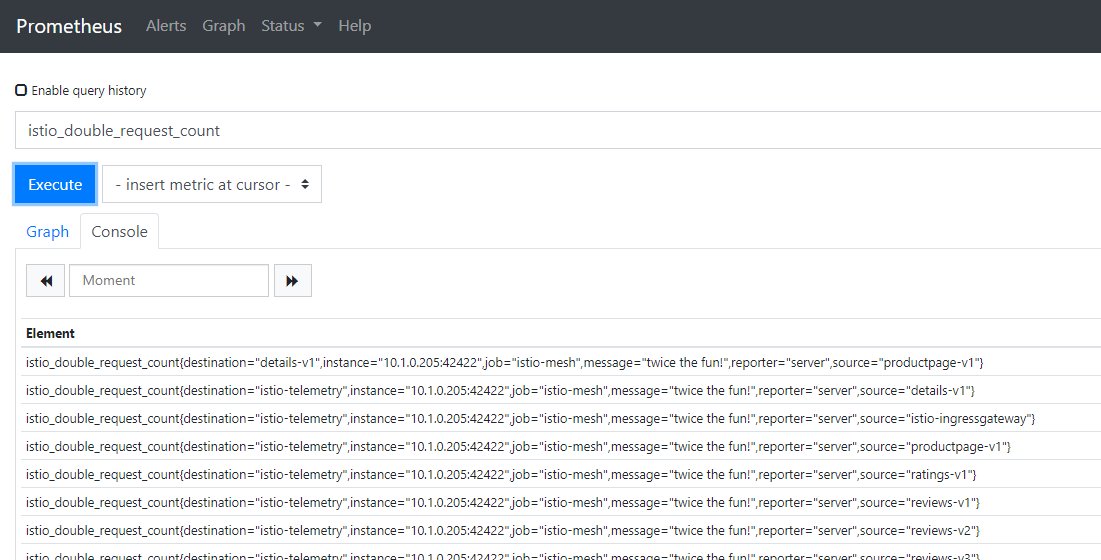 Prometheus Alerts Graph Status Help
Enable query history
istio_double_request_count
Execute - insert metric at cursor -
Graph Console
Moment
Element
istio_double_request_count{destination="details-v1",instance="10.1.0.205:42422",job="istio-mesh",message="twice the fun!",reporter="server",source="productpage-v1"}
istio_double_request_count{destination="istio-telemetry",instance="10.1.0.205:42422",job="istio-mesh",message="twice the fun!",reporter="server",source="details-v1"}
istio_double_request_count{destination="istio-telemetry",instance="10.1.0.205:42422",job="istio-mesh",message="twice the fun!",reporter="server",source="istio-ingressgateway"}
istio_double_request_count{destination="istio-telemetry",instance="10.1.0.205:42422",job="istio-mesh",message="twice the fun!",reporter="server",source="productpage-v1"}
istio_double_request_count{destination="istio-telemetry",instance="10.1.0.205:42422",job="istio-mesh",message="twice the fun!",reporter="server",source="ratings-v1"}
istio_double_request_count{destination="istio-telemetry",instance="10.1.0.205:42422",job="istio-mesh",message="twice the fun!",reporter="server",source="reviews-v1"}
istio_double_request_count{destination="istio-telemetry",instance="10.1.0.205:42422",job="istio-mesh",message="twice the fun!",reporter="server",source="reviews-v2"}
istio_double_request_count{destination="istio-telemetry",instance="10.1.0.205:42422",job="istio-mesh",message="twice the fun!",reporter="server",source="reviews-v3"}